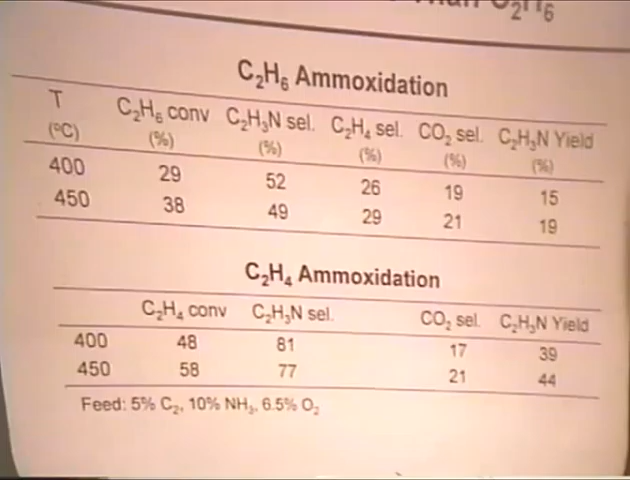 Than C₂H₆
C₂H₆ Ammoxidation
T C₂H₆ conv C₂H₃N sel. C₂H₄ sel. CO₂ sel. C₂H₃N Yield
(°C) (%) (%) (%) (%) (%)
400 29 52 26 19 15
450 38 49 29 21 19
C₂H₄ Ammoxidation
C₂H₄ conv C₂H₃N sel. CO₂ sel. C₂H₃N Yield
400 48 81 17 39
450 58 77 21 44
Feed: 5% C₂, 10% NH₃, 6.5% O₂